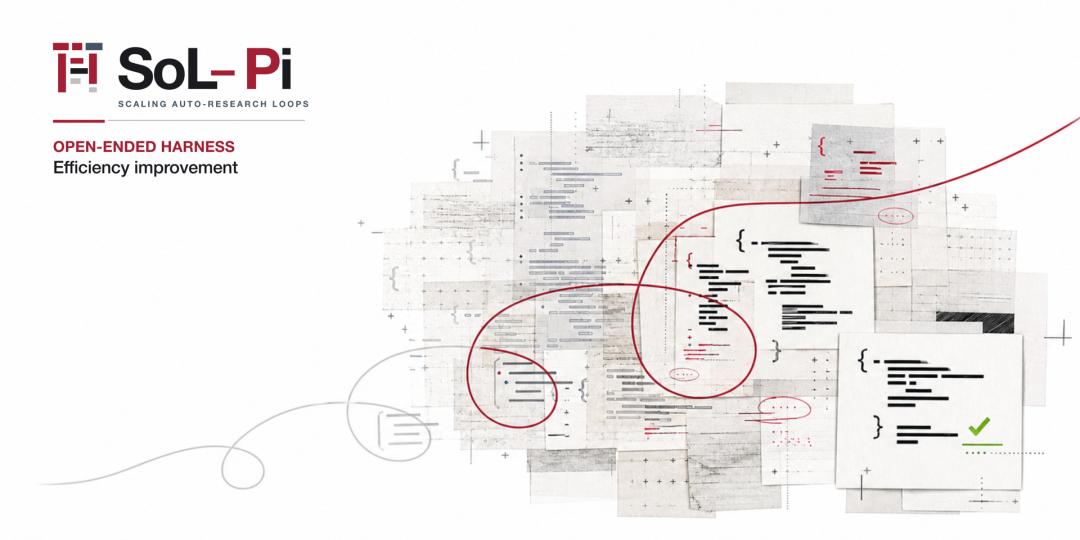 SoL–Pi
SCALING AUTO-RESEARCH LOOPS
OPEN-ENDED HARNESS
Efficiency improvement